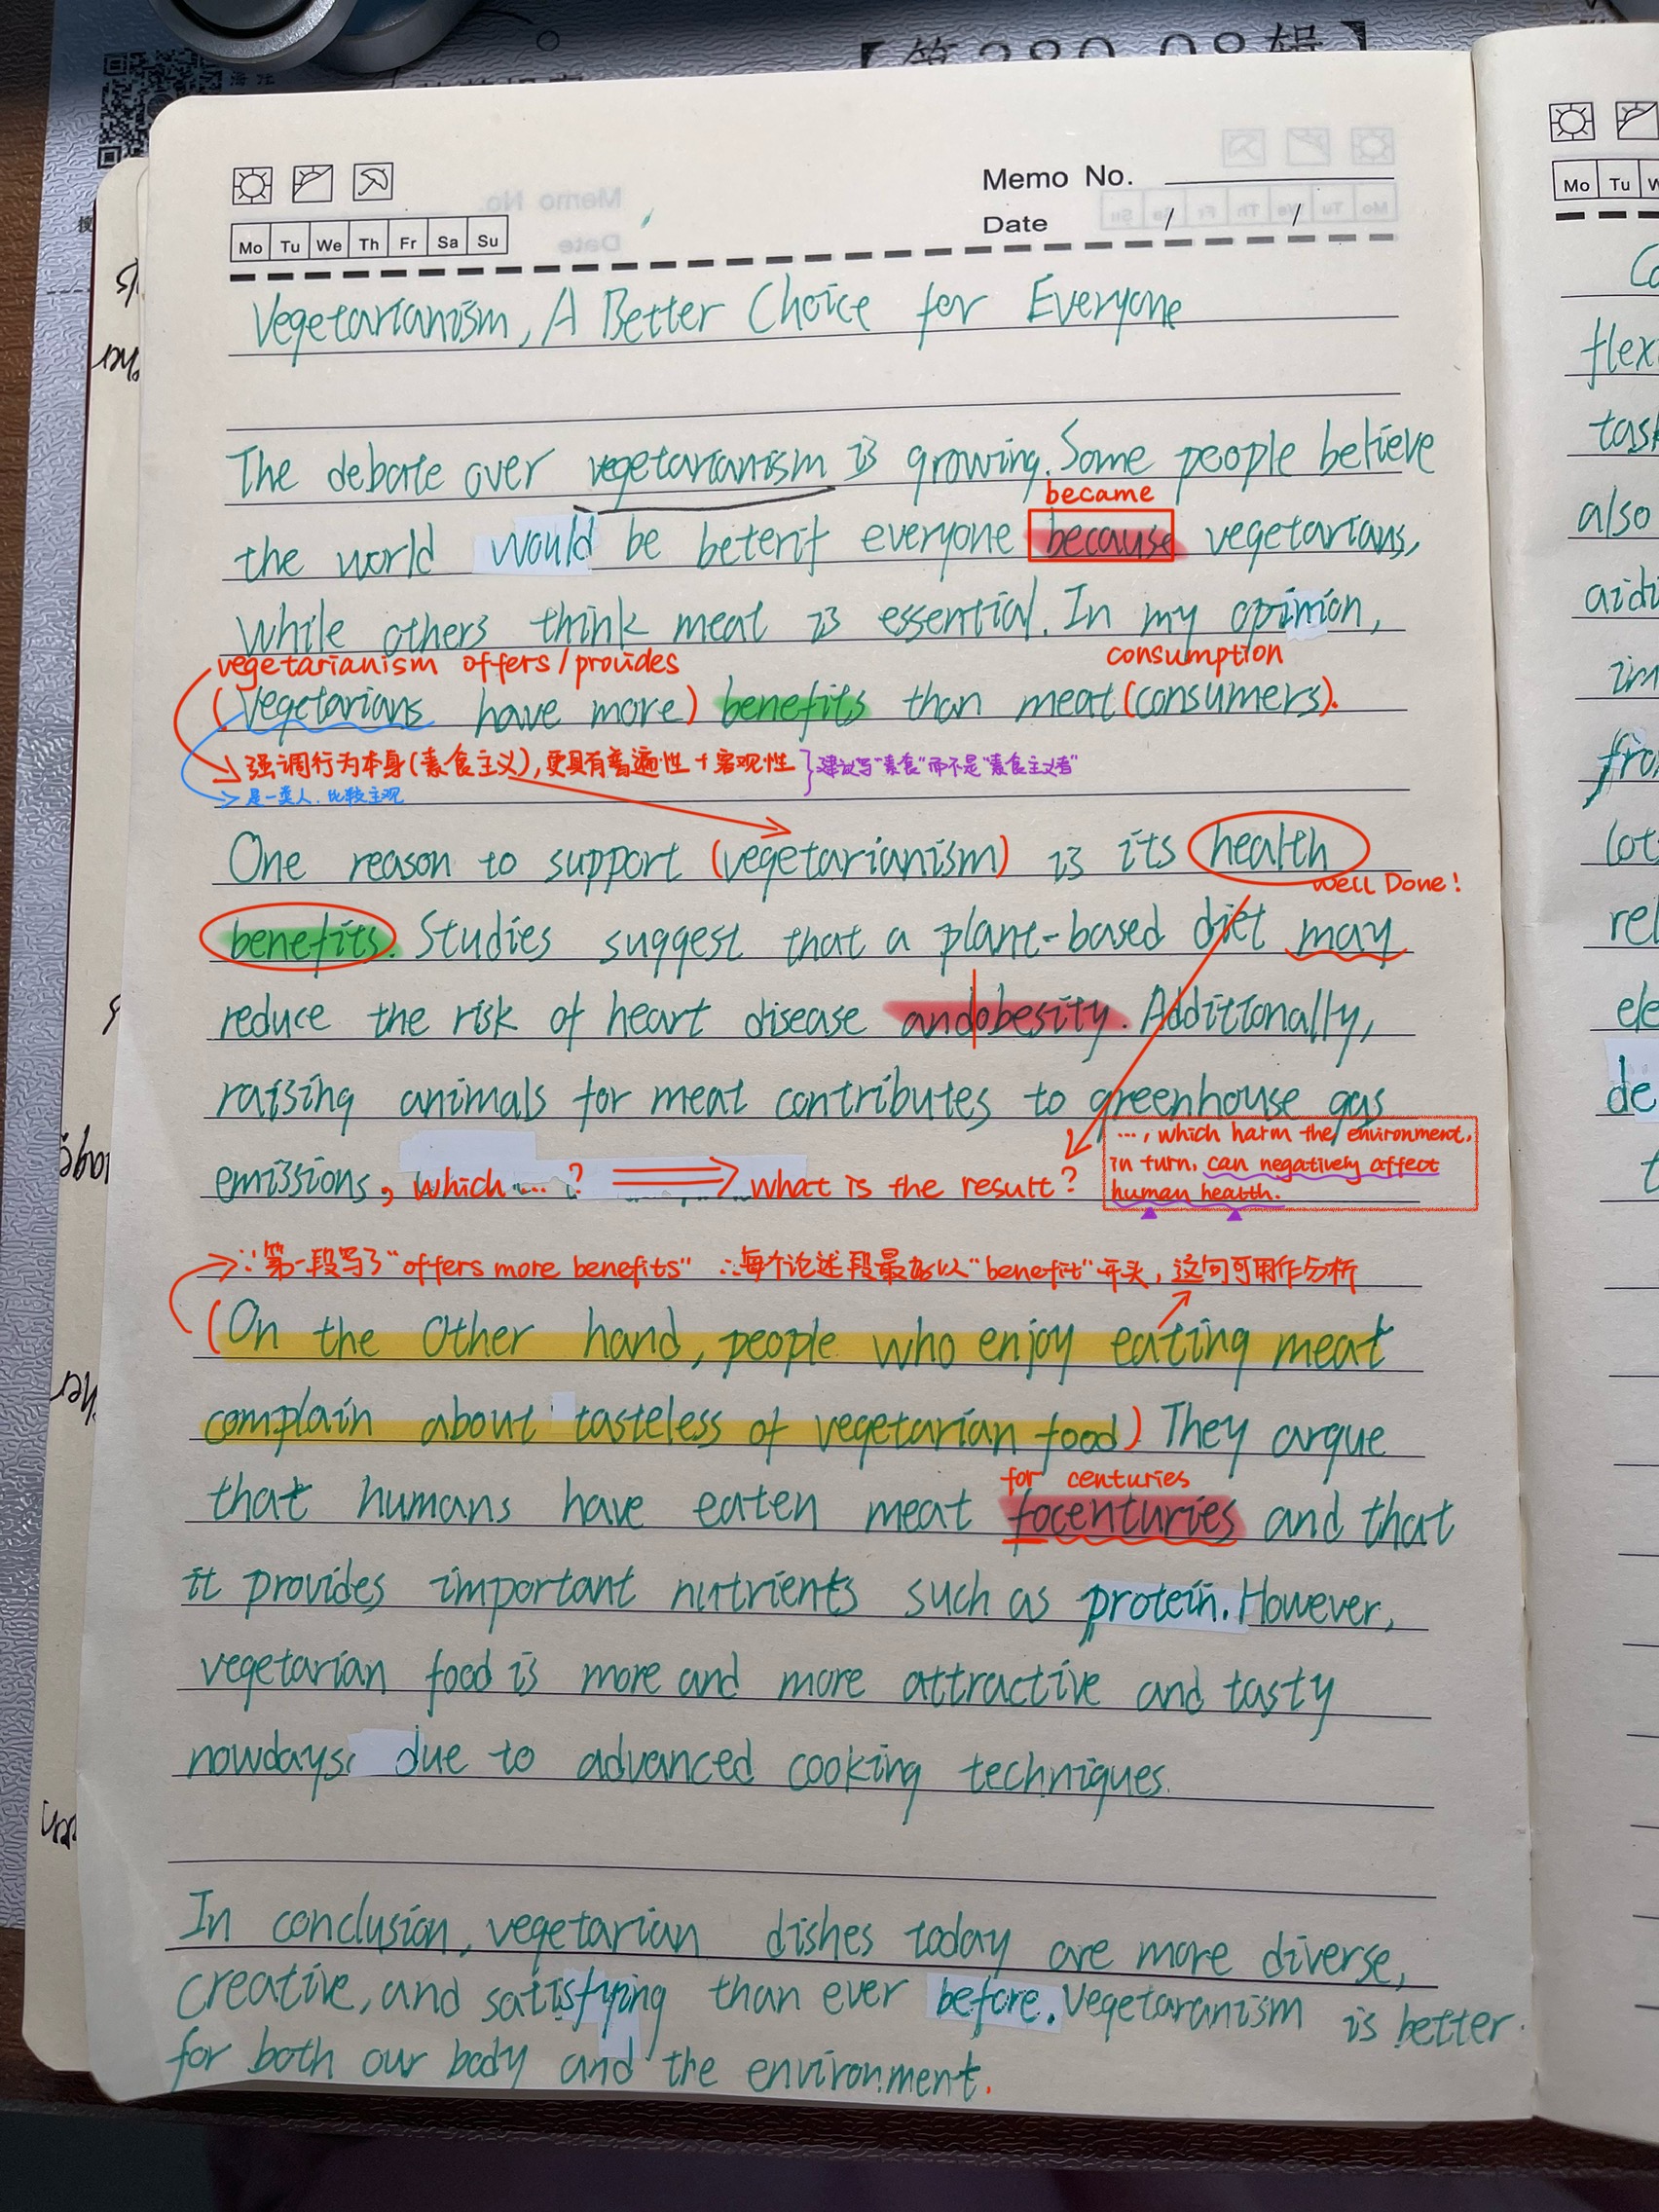 【第280.08辑】
Memo No.
Date / /
Mo Tu We Th Fr Sa Su
Vegetarianism, A Better Choice for Everyone
The debate over vegetarianism is growing. Some people believe
became
the world would be beterif everyone because vegetarians,
while others think meat is essential. In my opinion,
vegetarianism offers/provides consumption
(Vegetarians have more) benefits than meat (consumers).
强调行为本身(素食主义), 更具有普遍性+客观性 }建议写"素食"而不是"素食主义者"
是一类人, 比较主观
One reason to support (vegetarianism) is its health
Well Done!
benefits. Studies suggest that a plant-based diet may
reduce the risk of heart disease andobesity. Additionally,
raising animals for meat contributes to greenhouse gas
..., which harm the environment,
in turn, can negatively affect
human health.
emissions, which ... ? ⟹ what is the result?
∵第一段写了"offers more benefits" ∴每个论述段最好以"benefit"开头, 这句可用作分析
(On the Other hand, people who enjoy eating meat
complain about tasteless of vegetarian food) They argue
for centuries
that humans have eaten meat focenturies and that
it provides important nutrients such as protein. However,
vegetarian food is more and more attractive and tasty
nowdays due to advanced cooking techniques.
In conclusion, vegetarian dishes today are more diverse,
creative, and satisfying than ever before. Vegetaranism is better
for both our body and the environment.
Mo Tu
flex
task
also
aidi
im
fro
lot
rel
ele
de